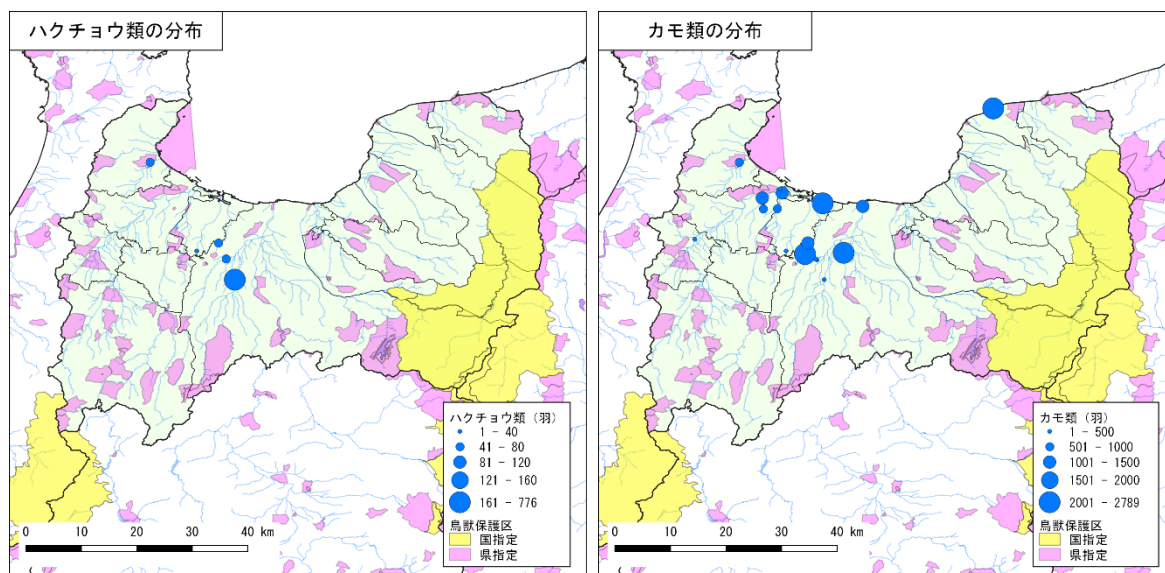 ハクチョウ類の分布
ハクチョウ類（羽）
1 - 40
41 - 80
81 - 120
121 - 160
161 - 776
鳥獣保護区
国指定
県指定
0 10 20 30 40 km
カモ類の分布
カモ類（羽）
1 - 500
501 - 1000
1001 - 1500
1501 - 2000
2001 - 2789
鳥獣保護区
国指定
県指定
0 10 20 30 40 km